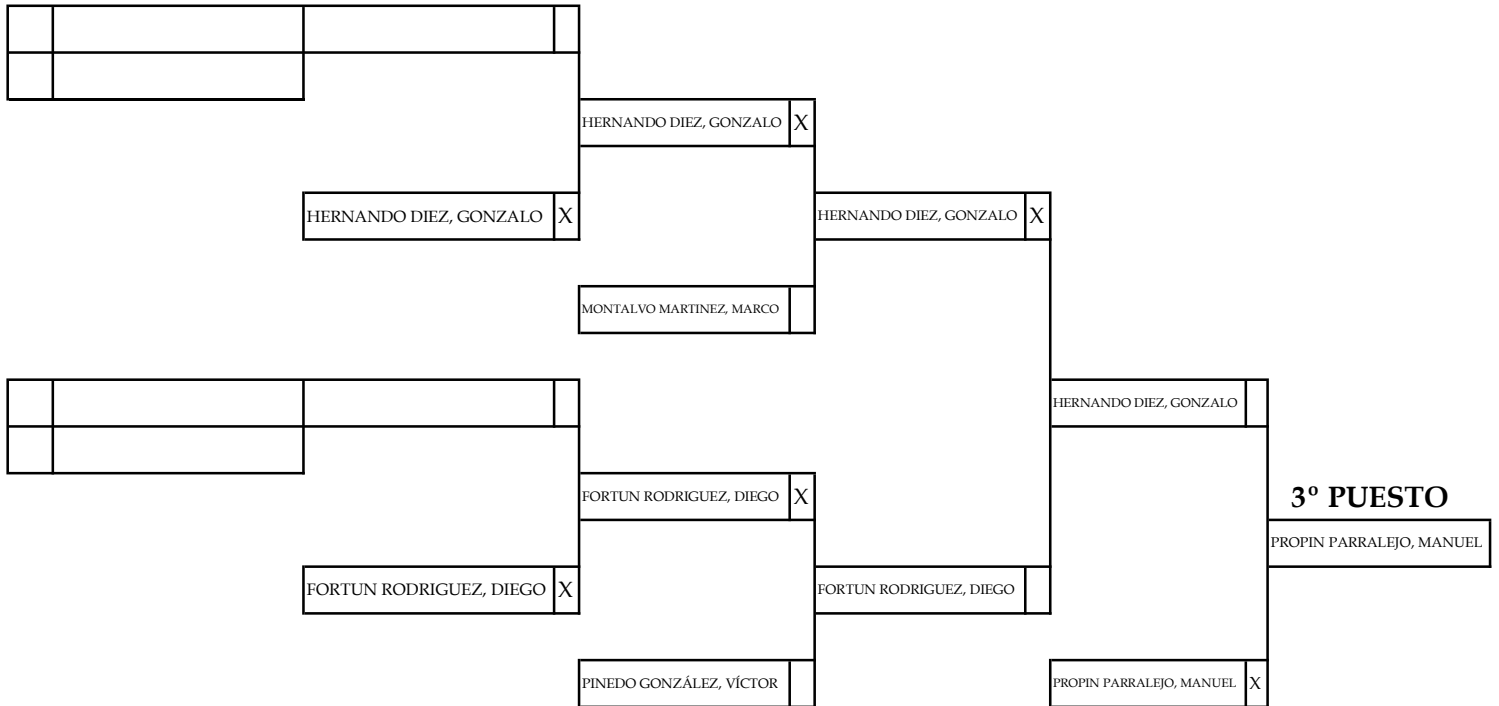 HERNANDO DIEZ, GONZALO X
HERNANDO DIEZ, GONZALO X
HERNANDO DIEZ, GONZALO X
MONTALVO MARTINEZ, MARCO
HERNANDO DIEZ, GONZALO
FORTUN RODRIGUEZ, DIEGO X
3º PUESTO
PROPIN PARRALEJO, MANUEL
FORTUN RODRIGUEZ, DIEGO X
FORTUN RODRIGUEZ, DIEGO
PINEDO GONZÁLEZ, VÍCTOR
PROPIN PARRALEJO, MANUEL X